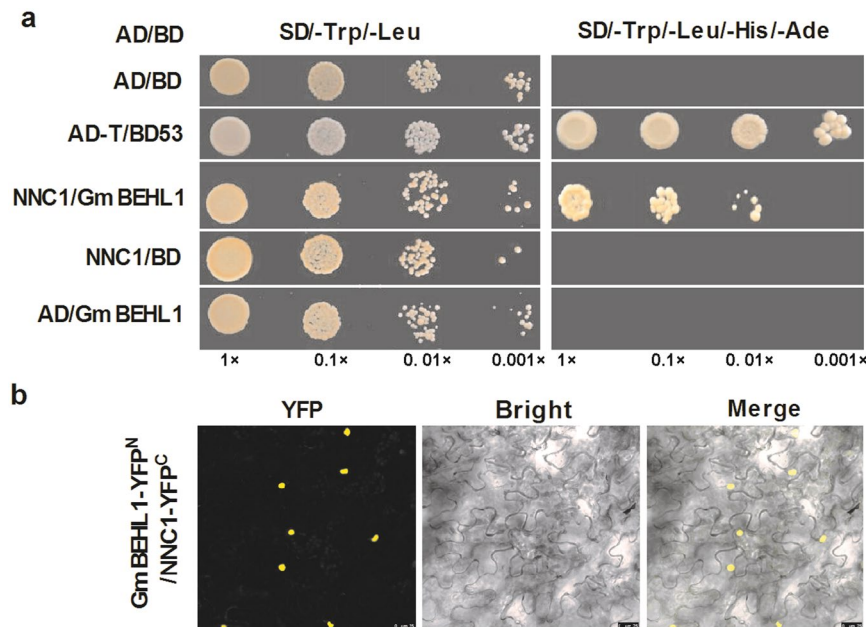 a
AD/BD SD/-Trp/-Leu SD/-Trp/-Leu/-His/-Ade
AD/BD
AD-T/BD53
NNC1/Gm BEHL1
NNC1/BD
AD/Gm BEHL1
1× 0.1× 0.01× 0.001× 1× 0.1× 0.01× 0.001×
b
YFP Bright Merge
Gm BEHL1-YFPᴺ
/NNC1-YFPᶜ